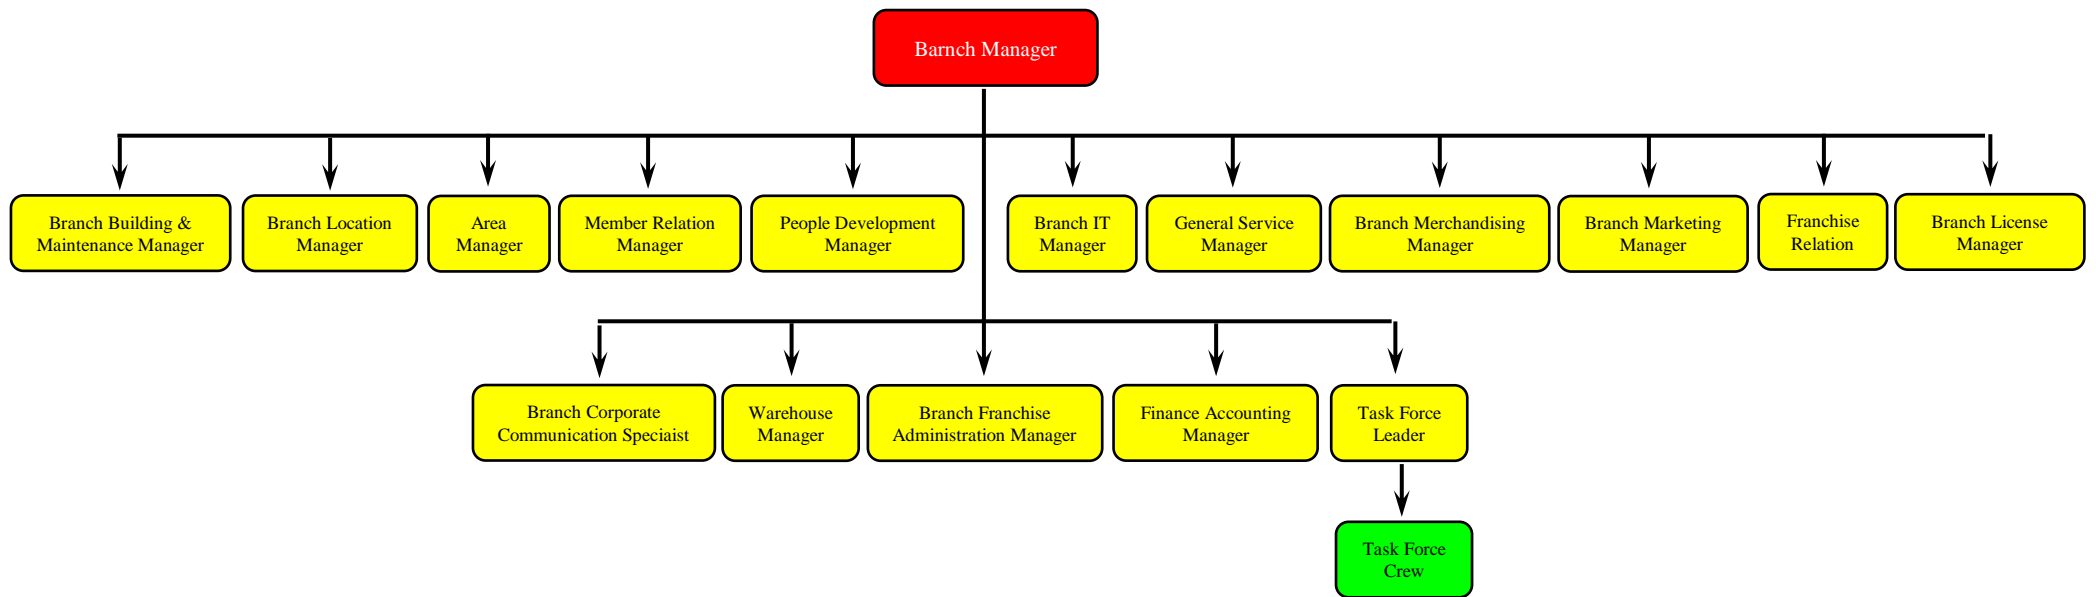 Barnch Manager
Branch Building &
Maintenance Manager
Branch Location
Manager
Area
Manager
Member Relation
Manager
People Development
Manager
Branch IT
Manager
General Service
Manager
Branch Merchandising
Manager
Branch Marketing
Manager
Franchise
Relation
Branch License
Manager
Branch Corporate
Communication Speciaist
Warehouse
Manager
Branch Franchise
Administration Manager
Finance Accounting
Manager
Task Force
Leader
Task Force
Crew